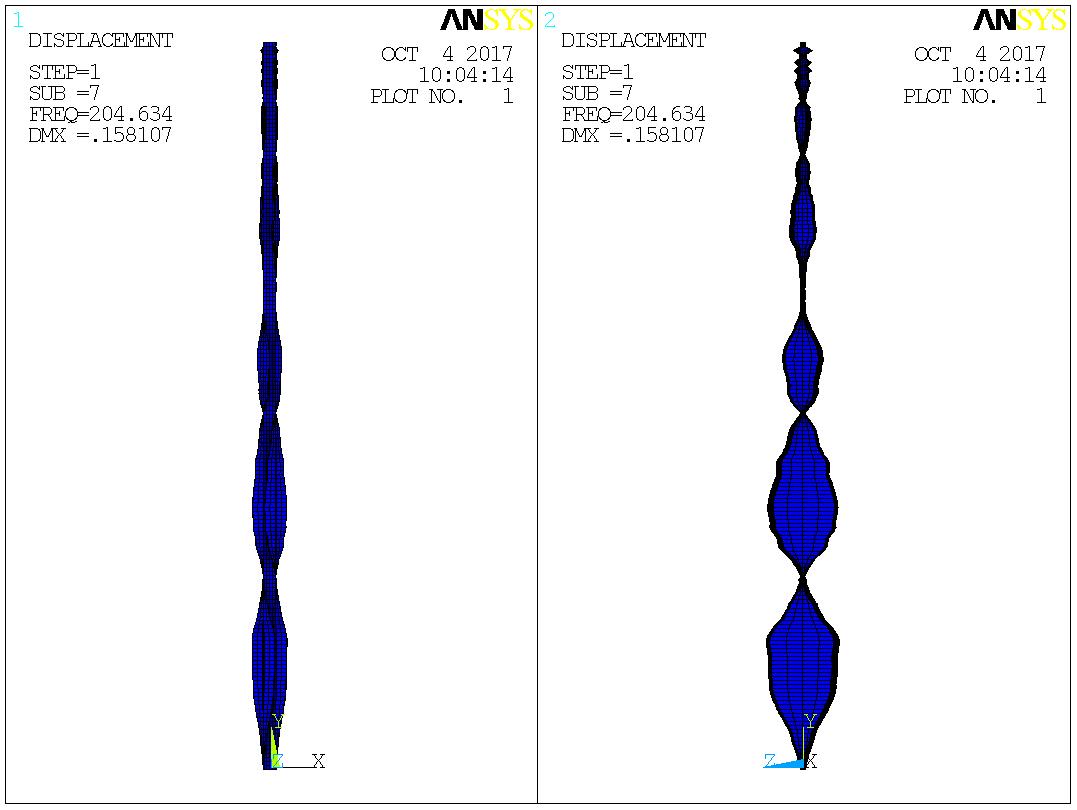 1
ANSYS
DISPLACEMENT
STEP=1
SUB =7
FREQ=204.634
DMX =.158107
OCT  4 2017
10:04:14
PLOT NO.   1
Y
Z
X
2
ANSYS
DISPLACEMENT
STEP=1
SUB =7
FREQ=204.634
DMX =.158107
OCT  4 2017
10:04:14
PLOT NO.   1
Y
Z
X